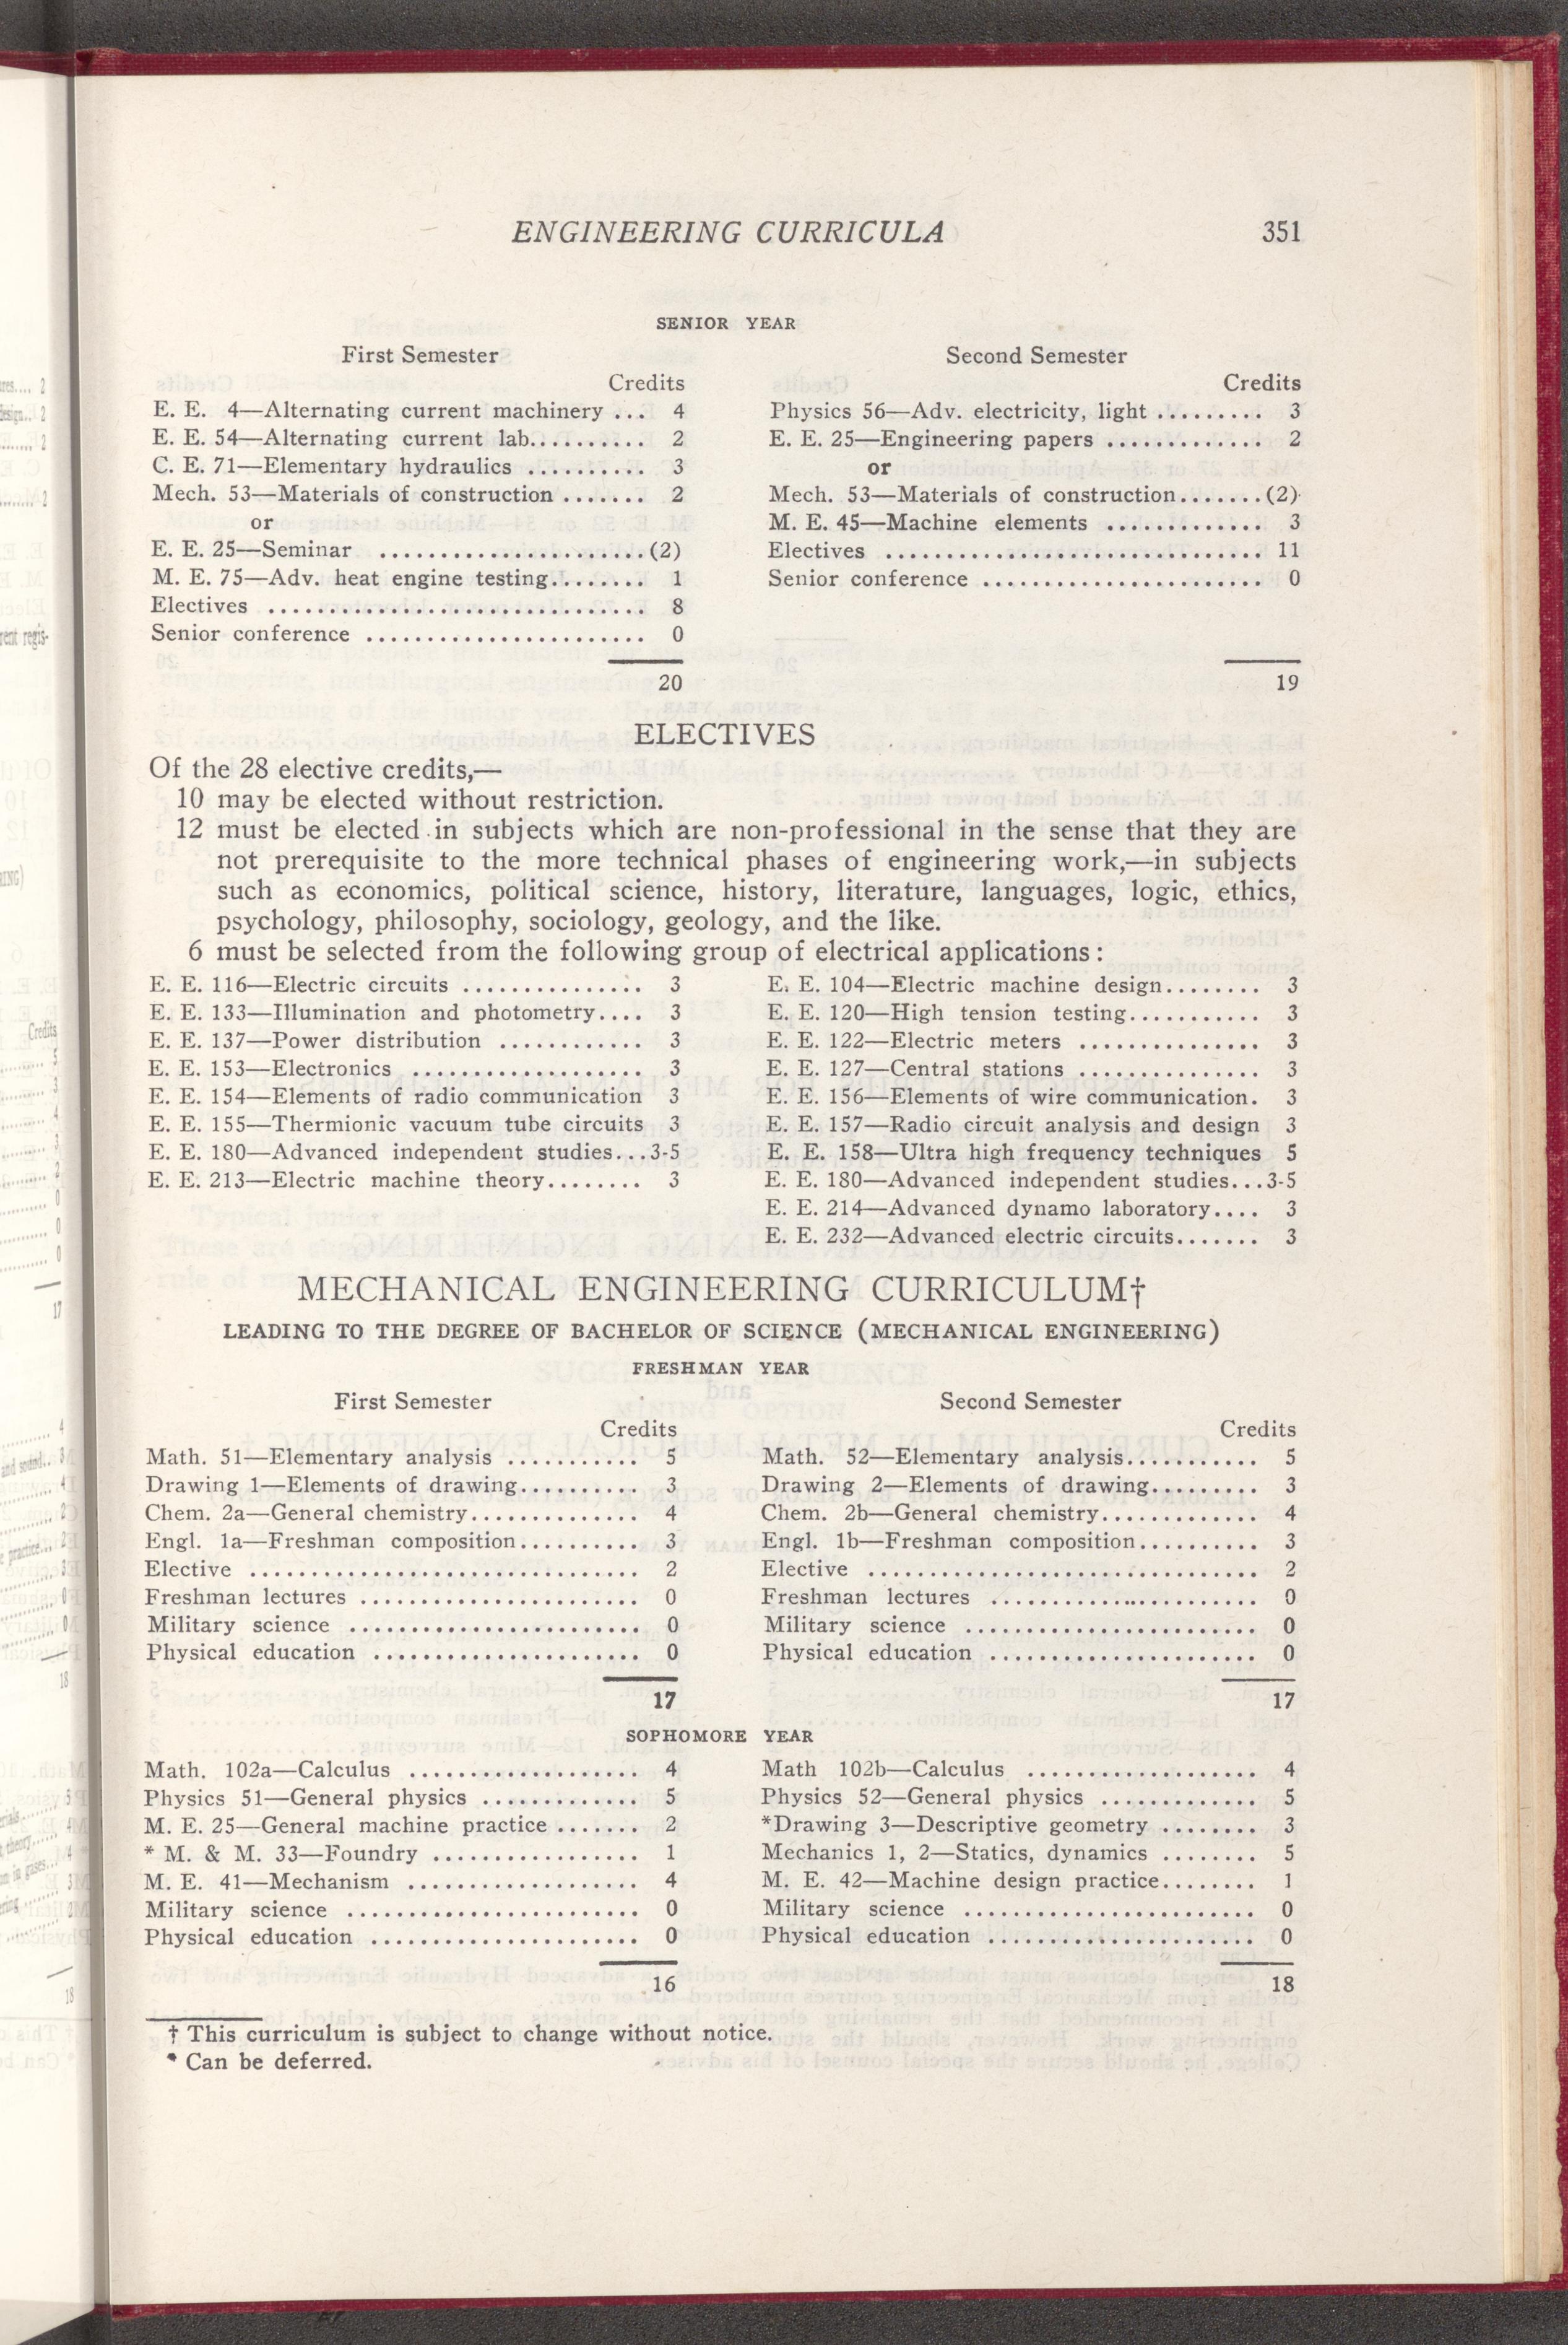 ENGINEERING CURRICULA 351
SENIOR YEAR
First Semester
Credits
E. E. 4—Alternating current machinery ... 4
E. E. 54—Alternating current lab.......... 2
C. E. 71—Elementary hydraulics .......... 3
Mech. 53—Materials of construction ....... 2
or
E. E. 25—Seminar ......................(2)
M. E. 75—Adv. heat engine testing........ 1
Electives ............................... 8
Senior conference ....................... 0
20
Second Semester
Credits
Physics 56—Adv. electricity, light ......... 3
E. E. 25—Engineering papers ............. 2
or
Mech. 53—Materials of construction.......(2)
M. E. 45—Machine elements ............. 3
Electives ............................... 11
Senior conference ....................... 0
19
ELECTIVES
Of the 28 elective credits,—
10 may be elected without restriction.
12 must be elected in subjects which are non-professional in the sense that they are
not prerequisite to the more technical phases of engineering work,—in subjects
such as economics, political science, history, literature, languages, logic, ethics,
psychology, philosophy, sociology, geology, and the like.
6 must be selected from the following group of electrical applications:
E. E. 116—Electric circuits ............... 3
E. E. 133—Illumination and photometry.... 3
E. E. 137—Power distribution ............ 3
E. E. 153—Electronics ................... 3
E. E. 154—Elements of radio communication 3
E. E. 155—Thermionic vacuum tube circuits 3
E. E. 180—Advanced independent studies...3-5
E. E. 213—Electric machine theory........ 3
E. E. 104—Electric machine design........ 3
E. E. 120—High tension testing........... 3
E. E. 122—Electric meters ............... 3
E. E. 127—Central stations ............... 3
E. E. 156—Elements of wire communication. 3
E. E. 157—Radio circuit analysis and design 3
E. E. 158—Ultra high frequency techniques 5
E. E. 180—Advanced independent studies...3-5
E. E. 214—Advanced dynamo laboratory.... 3
E. E. 232—Advanced electric circuits....... 3
MECHANICAL ENGINEERING CURRICULUM†
LEADING TO THE DEGREE OF BACHELOR OF SCIENCE (MECHANICAL ENGINEERING)
FRESHMAN YEAR
First Semester
Credits
Math. 51—Elementary analysis ........... 5
Drawing 1—Elements of drawing.......... 3
Chem. 2a—General chemistry.............. 4
Engl. 1a—Freshman composition.......... 3
Elective ................................ 2
Freshman lectures ....................... 0
Military science ........................ 0
Physical education ...................... 0
17
Second Semester
Credits
Math. 52—Elementary analysis........... 5
Drawing 2—Elements of drawing......... 3
Chem. 2b—General chemistry............. 4
Engl. 1b—Freshman composition.......... 3
Elective ................................ 2
Freshman lectures ...................... 0
Military science ........................ 0
Physical education ...................... 0
17
SOPHOMORE YEAR
Math. 102a—Calculus ................... 4
Physics 51—General physics ............. 5
M. E. 25—General machine practice ....... 2
* M. & M. 33—Foundry ................. 1
M. E. 41—Mechanism ................... 4
Military science ........................ 0
Physical education ...................... 0
16
Math 102b—Calculus ................... 4
Physics 52—General physics ............. 5
*Drawing 3—Descriptive geometry ........ 3
Mechanics 1, 2—Statics, dynamics ........ 5
M. E. 42—Machine design practice........ 1
Military science ........................ 0
Physical education ...................... 0
18
† This curriculum is subject to change without notice.
* Can be deferred.